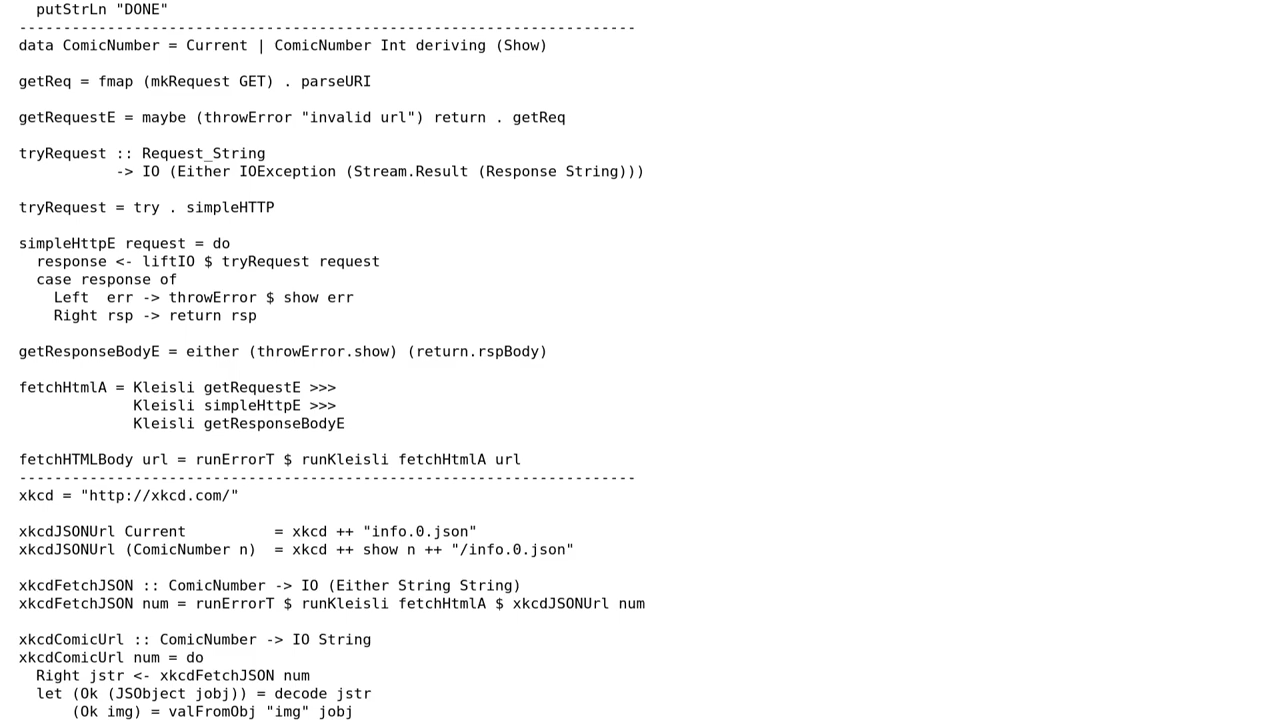 putStrLn "DONE"
----------------------------------------------------------------------
data ComicNumber = Current | ComicNumber Int deriving (Show)
getReq = fmap (mkRequest GET) . parseURI
getRequestE = maybe (throwError "invalid url") return . getReq
tryRequest :: Request_String
-> IO (Either IOException (Stream.Result (Response String)))
tryRequest = try . simpleHTTP
simpleHttpE request = do
response <- liftIO $ tryRequest request
case response of
Left  err -> throwError $ show err
Right rsp -> return rsp
getResponseBodyE = either (throwError.show) (return.rspBody)
fetchHtmlA = Kleisli getRequestE >>>
Kleisli simpleHttpE >>>
Kleisli getResponseBodyE
fetchHTMLBody url = runErrorT $ runKleisli fetchHtmlA url
----------------------------------------------------------------------
xkcd = "http://xkcd.com/"
xkcdJSONUrl Current          = xkcd ++ "info.0.json"
xkcdJSONUrl (ComicNumber n)  = xkcd ++ show n ++ "/info.0.json"
xkcdFetchJSON :: ComicNumber -> IO (Either String String)
xkcdFetchJSON num = runErrorT $ runKleisli fetchHtmlA $ xkcdJSONUrl num
xkcdComicUrl :: ComicNumber -> IO String
xkcdComicUrl num = do
Right jstr <- xkcdFetchJSON num
let (Ok (JSObject jobj)) = decode jstr
(Ok img) = valFromObj "img" jobj